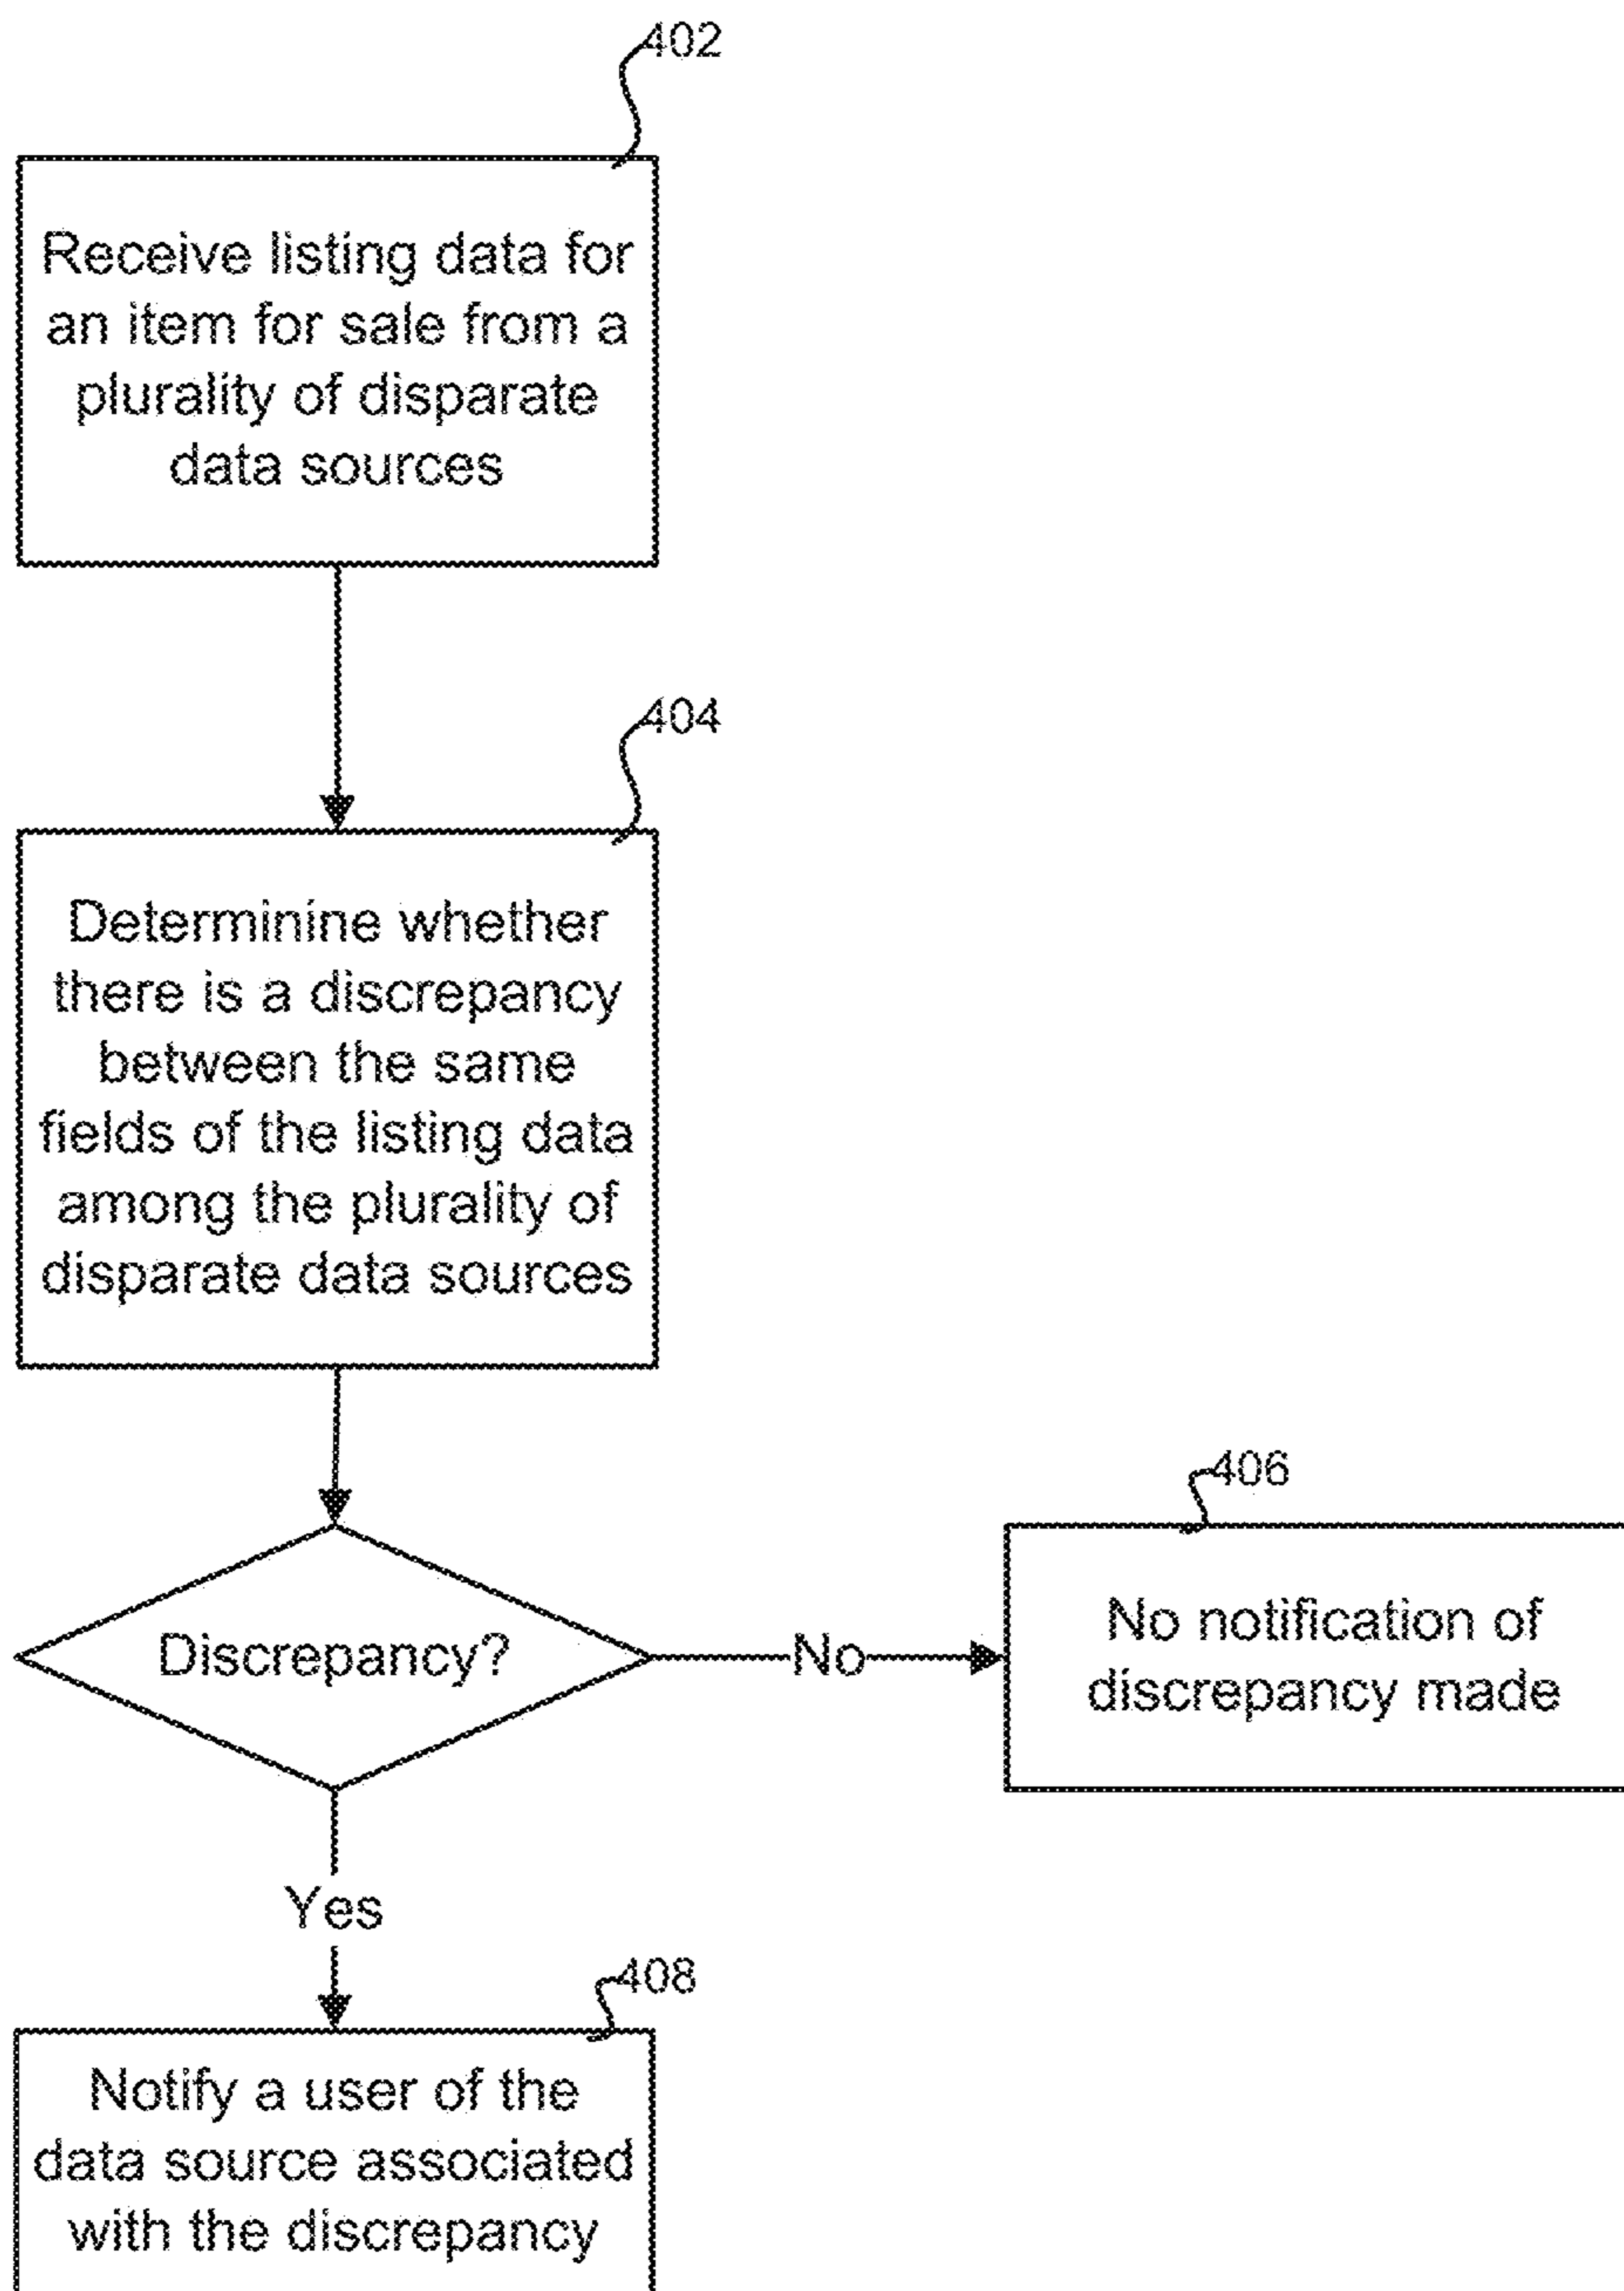 402
Receive listing data for
an item for sale from a
plurality of disparate
data sources
404
Determinine whether
there is a discrepancy
between the same
fields of the listing data
among the plurality of
disparate data sources
Discrepancy?
No
406
No notification of
discrepancy made
Yes
408
Notify a user of the
data source associated
with the discrepancy